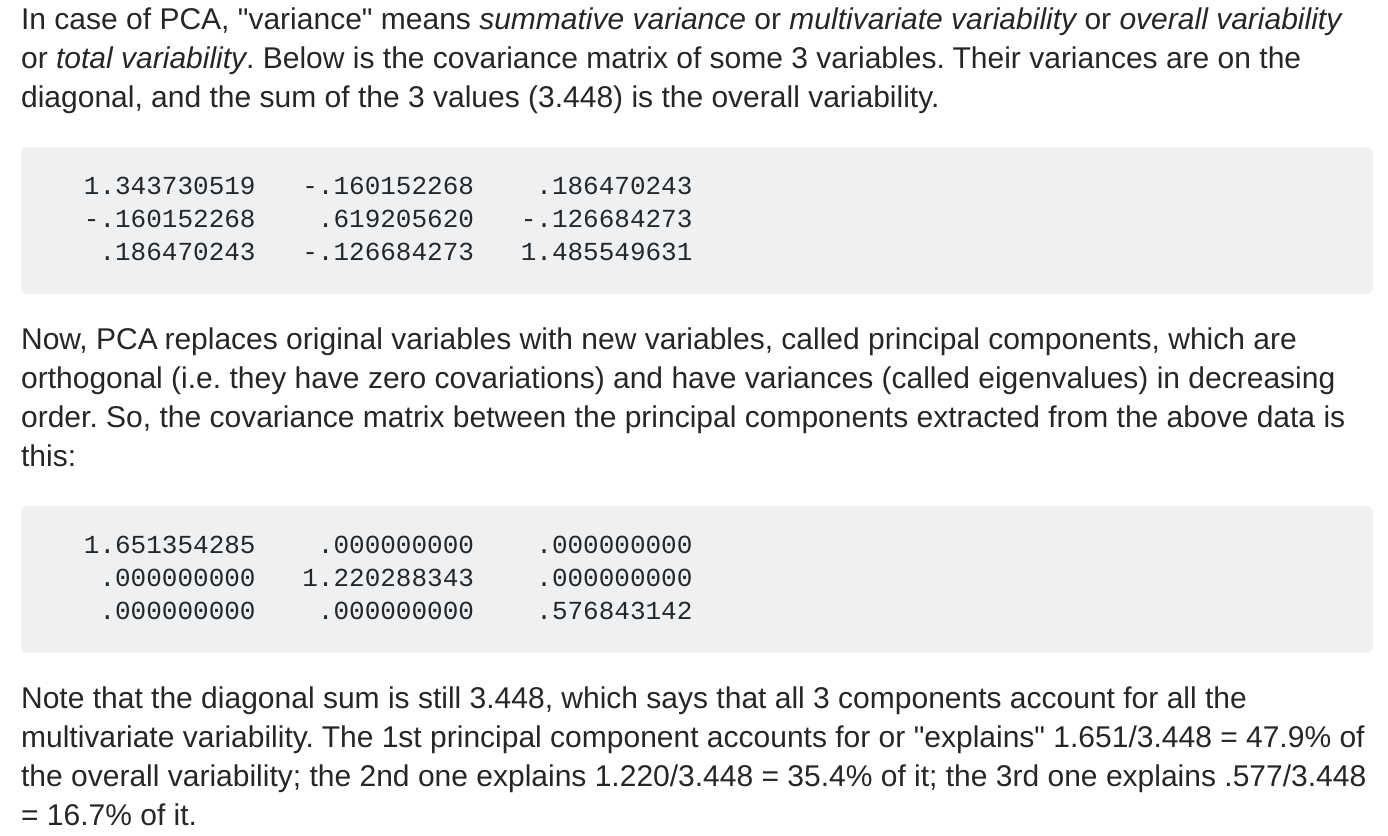 In case of PCA, "variance" means summative variance or multivariate variability or overall variability
or total variability. Below is the covariance matrix of some 3 variables. Their variances are on the
diagonal, and the sum of the 3 values (3.448) is the overall variability.
1.343730519 -.160152268 .186470243
-.160152268 .619205620 -.126684273
.186470243 -.126684273 1.485549631
Now, PCA replaces original variables with new variables, called principal components, which are
orthogonal (i.e. they have zero covariations) and have variances (called eigenvalues) in decreasing
order. So, the covariance matrix between the principal components extracted from the above data is
this:
1.651354285 .000000000 .000000000
.000000000 1.220288343 .000000000
.000000000 .000000000 .576843142
Note that the diagonal sum is still 3.448, which says that all 3 components account for all the
multivariate variability. The 1st principal component accounts for or "explains" 1.651/3.448 = 47.9% of
the overall variability; the 2nd one explains 1.220/3.448 = 35.4% of it; the 3rd one explains .577/3.448
= 16.7% of it.